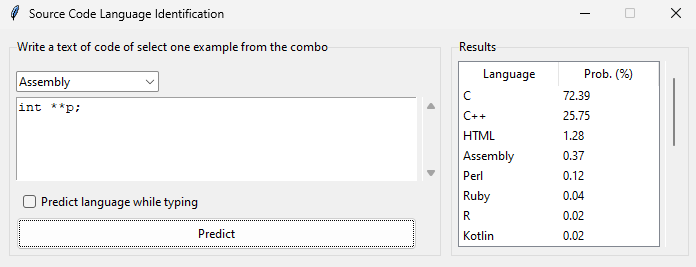 Source Code Language Identification
Write a text of code of select one example from the combo
Assembly
int **p;
Predict language while typing
Predict
Results
Language Prob. (%)
C 72.39
C++ 25.75
HTML 1.28
Assembly 0.37
Perl 0.12
Ruby 0.04
R 0.02
Kotlin 0.02